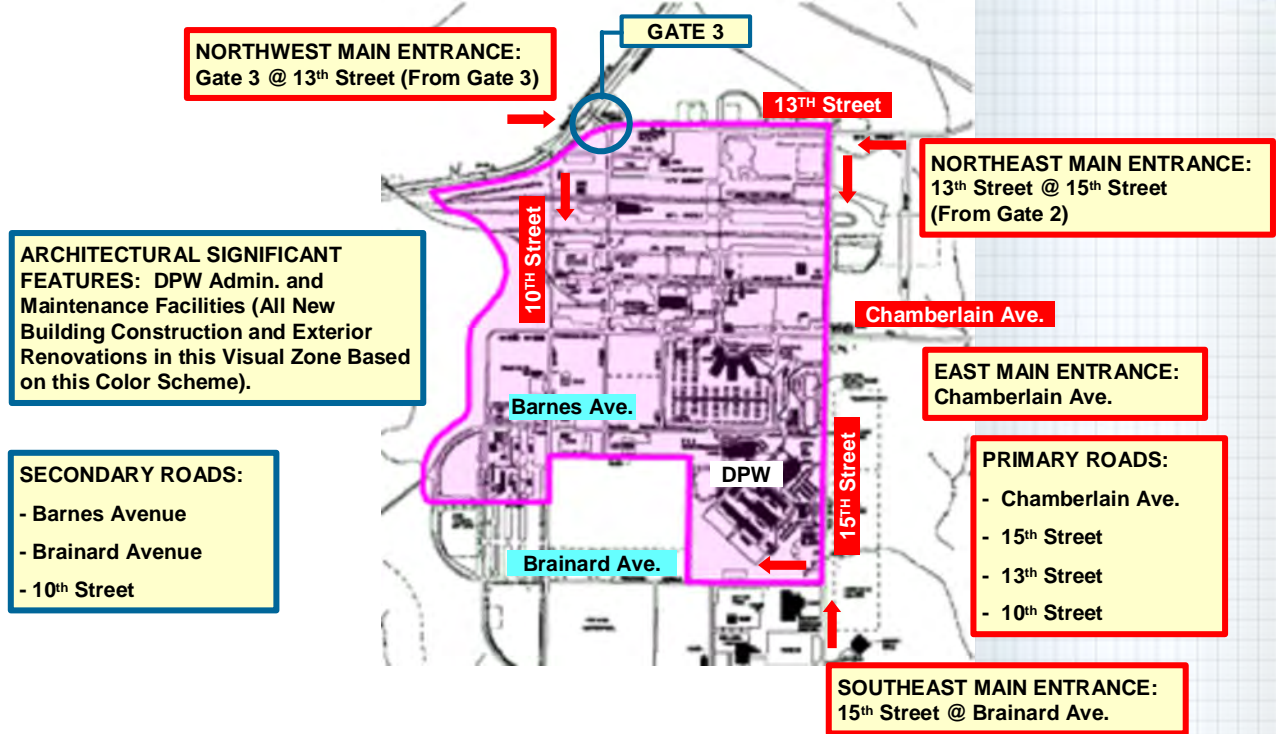 GATE 3
NORTHWEST MAIN ENTRANCE:
Gate 3 @ 13th Street (From Gate 3)
13TH Street
NORTHEAST MAIN ENTRANCE:
13th Street @ 15th Street
(From Gate 2)
ARCHITECTURAL SIGNIFICANT
FEATURES: DPW Admin. and
Maintenance Facilities (All New
Building Construction and Exterior
Renovations in this Visual Zone Based
on this Color Scheme).
10TH Street
Chamberlain Ave.
EAST MAIN ENTRANCE:
Chamberlain Ave.
Barnes Ave.
15TH Street
DPW
SECONDARY ROADS:
- Barnes Avenue
- Brainard Avenue
- 10th Street
PRIMARY ROADS:
- Chamberlain Ave.
- 15th Street
- 13th Street
- 10th Street
Brainard Ave.
SOUTHEAST MAIN ENTRANCE:
15th Street @ Brainard Ave.